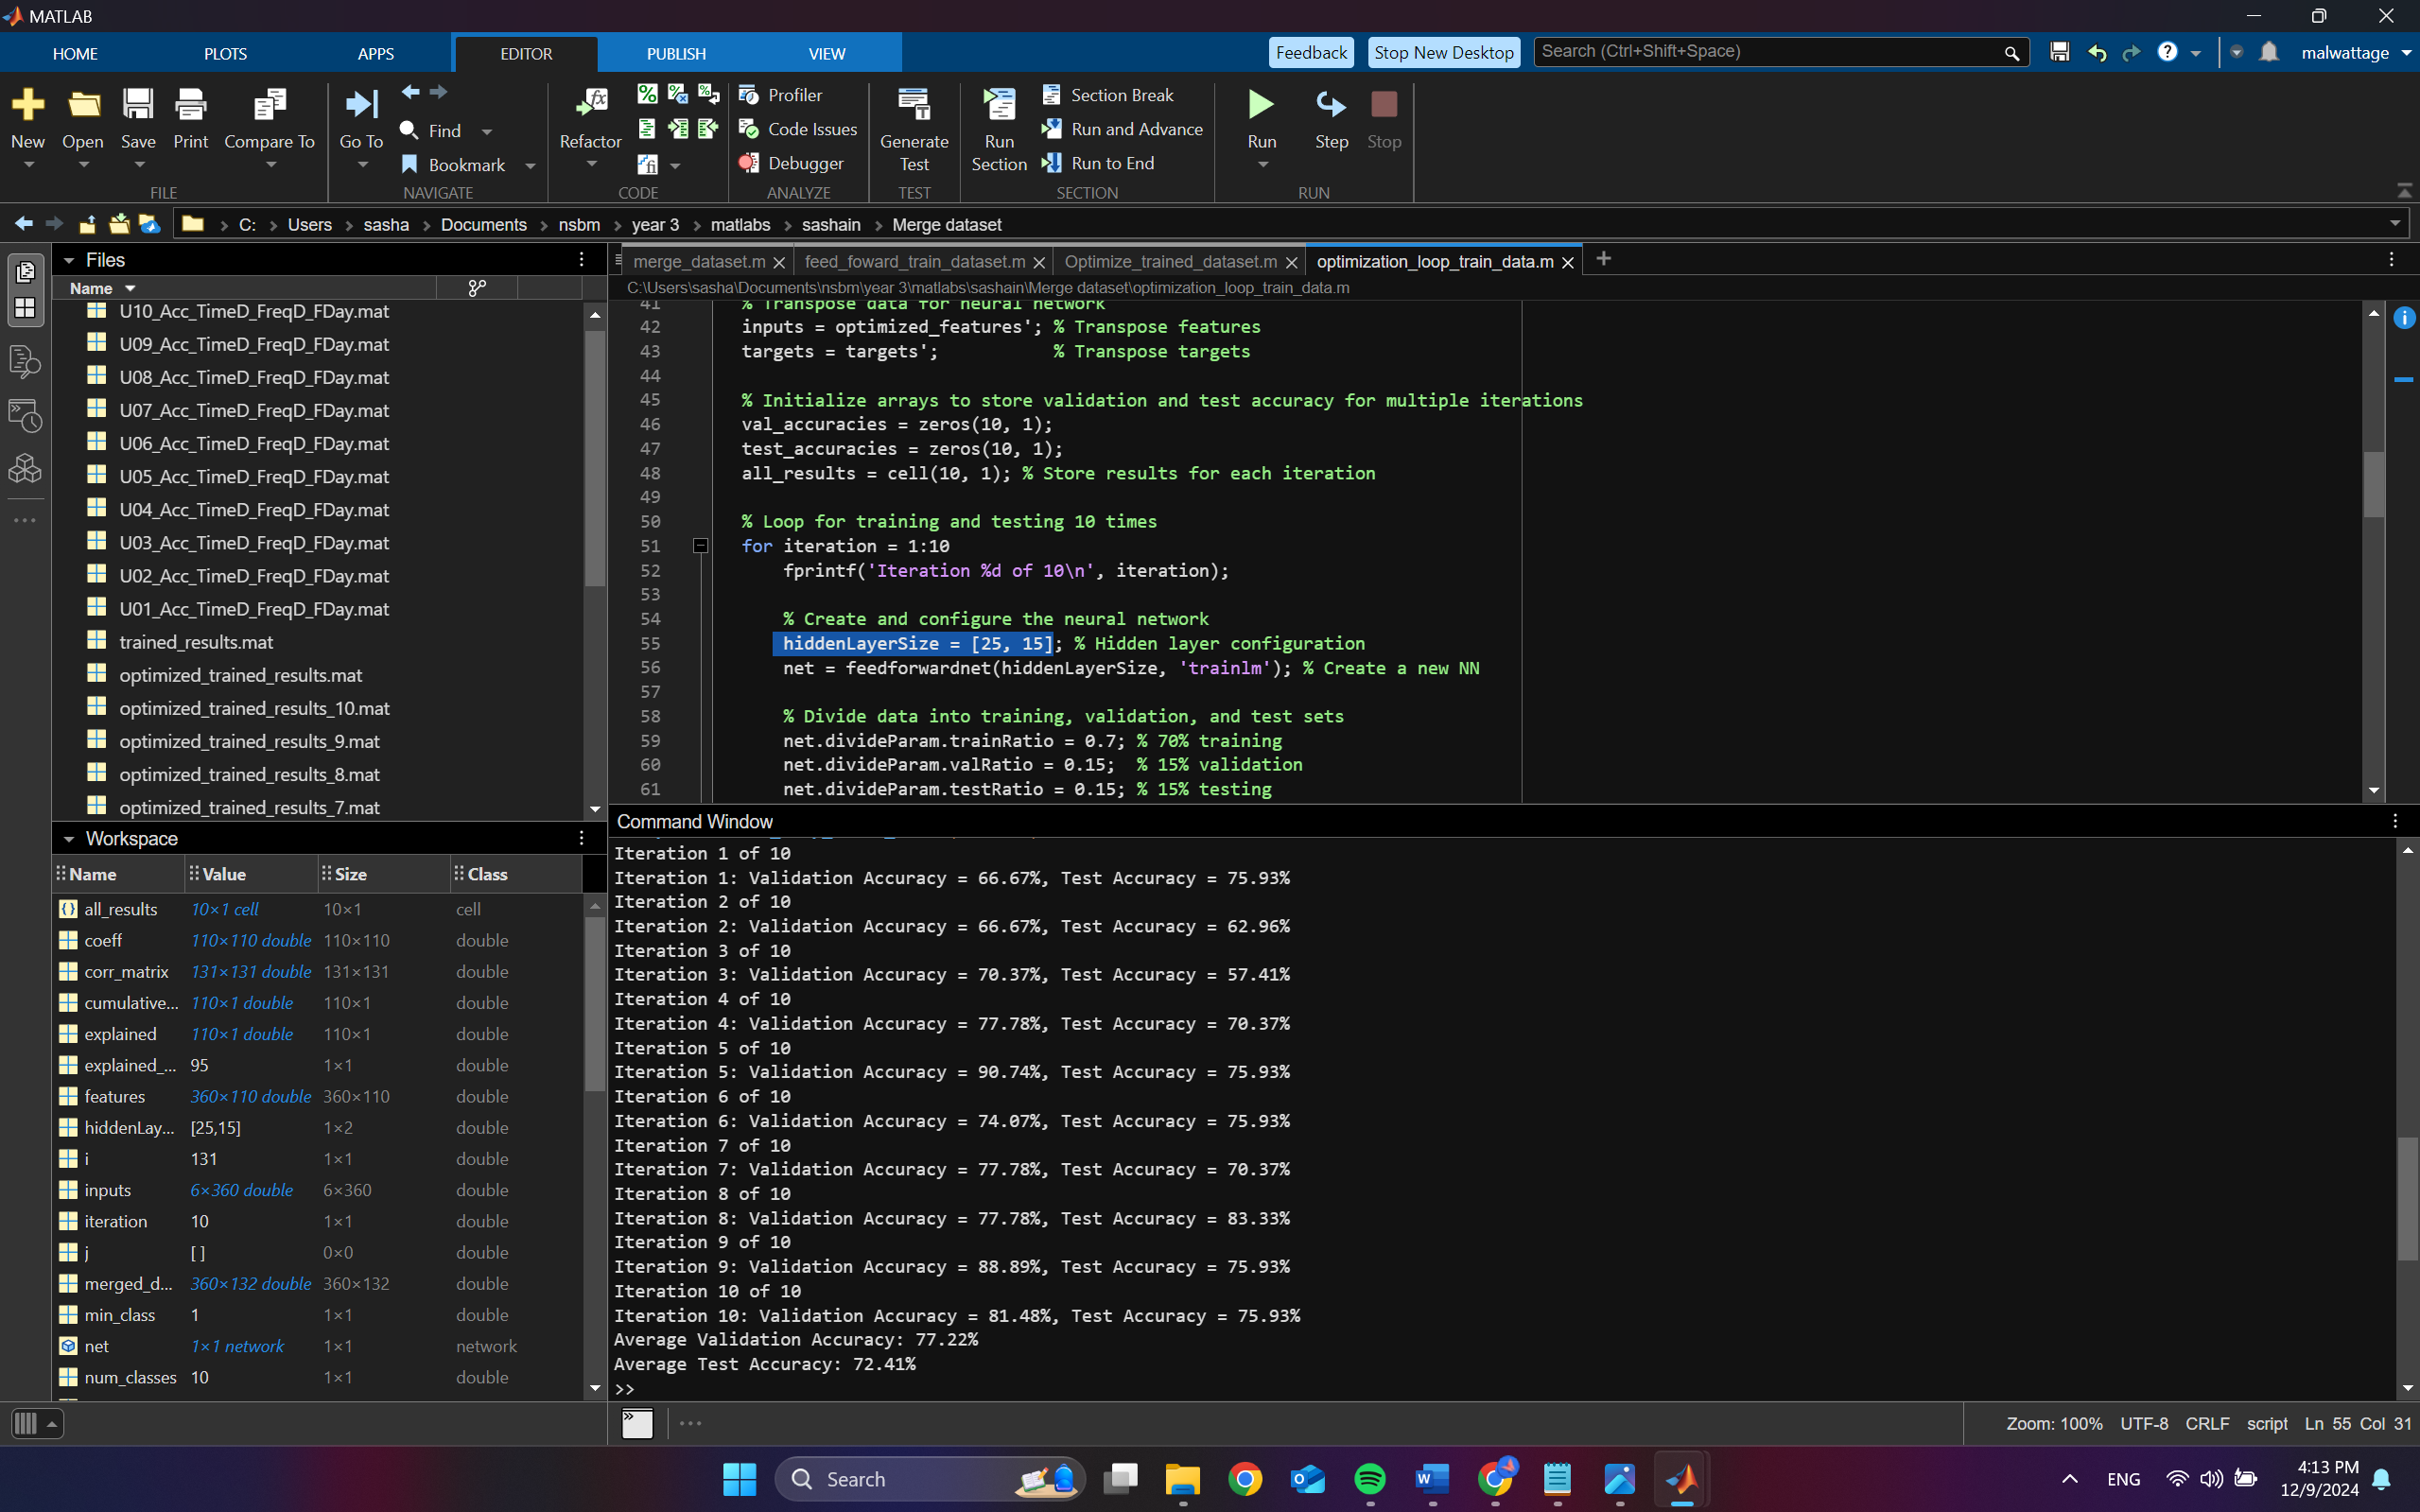 MATLAB
HOME PLOTS APPS EDITOR PUBLISH VIEW Feedback Stop New Desktop Search (Ctrl+Shift+Space) malwattage
New Open Save Print Compare To Go To Find Bookmark Refactor Profiler Code Issues Debugger Generate Test Run Section Section Break Run and Advance Run to End Run Step Stop
FILE NAVIGATE CODE ANALYZE TEST SECTION RUN
C: Users sasha Documents nsbm year 3 matlabs sashain Merge dataset
Files
Name
U10_Acc_TimeD_FreqD_FDay.mat
U09_Acc_TimeD_FreqD_FDay.mat
U08_Acc_TimeD_FreqD_FDay.mat
U07_Acc_TimeD_FreqD_FDay.mat
U06_Acc_TimeD_FreqD_FDay.mat
U05_Acc_TimeD_FreqD_FDay.mat
U04_Acc_TimeD_FreqD_FDay.mat
U03_Acc_TimeD_FreqD_FDay.mat
U02_Acc_TimeD_FreqD_FDay.mat
U01_Acc_TimeD_FreqD_FDay.mat
trained_results.mat
optimized_trained_results.mat
optimized_trained_results_10.mat
optimized_trained_results_9.mat
optimized_trained_results_8.mat
optimized_trained_results_7.mat
Workspace
Name Value Size Class
all_results 10×1 cell 10×1 cell
coeff 110×110 double 110×110 double
corr_matrix 131×131 double 131×131 double
cumulative... 110×1 double 110×1 double
explained 110×1 double 110×1 double
explained_... 95 1×1 double
features 360×110 double 360×110 double
hiddenLay... [25,15] 1×2 double
i 131 1×1 double
inputs 6×360 double 6×360 double
iteration 10 1×1 double
j [ ] 0×0 double
merged_d... 360×132 double 360×132 double
min_class 1 1×1 double
net 1×1 network 1×1 network
num_classes 10 1×1 double
merge_dataset.m feed_foward_train_dataset.m Optimize_trained_dataset.m optimization_loop_train_data.m
C:\Users\sasha\Documents\nsbm\year 3\matlabs\sashain\Merge dataset\optimization_loop_train_data.m
41 % Transpose data for neural network
42 inputs = optimized_features'; % Transpose features
43 targets = targets'; % Transpose targets
44
45 % Initialize arrays to store validation and test accuracy for multiple iterations
46 val_accuracies = zeros(10, 1);
47 test_accuracies = zeros(10, 1);
48 all_results = cell(10, 1); % Store results for each iteration
49
50 % Loop for training and testing 10 times
51 for iteration = 1:10
52 fprintf('Iteration %d of 10\n', iteration);
53
54 % Create and configure the neural network
55 hiddenLayerSize = [25, 15]; % Hidden layer configuration
56 net = feedforwardnet(hiddenLayerSize, 'trainlm'); % Create a new NN
57
58 % Divide data into training, validation, and test sets
59 net.divideParam.trainRatio = 0.7; % 70% training
60 net.divideParam.valRatio = 0.15; % 15% validation
61 net.divideParam.testRatio = 0.15; % 15% testing
Command Window
Iteration 1 of 10
Iteration 1: Validation Accuracy = 66.67%, Test Accuracy = 75.93%
Iteration 2 of 10
Iteration 2: Validation Accuracy = 66.67%, Test Accuracy = 62.96%
Iteration 3 of 10
Iteration 3: Validation Accuracy = 70.37%, Test Accuracy = 57.41%
Iteration 4 of 10
Iteration 4: Validation Accuracy = 77.78%, Test Accuracy = 70.37%
Iteration 5 of 10
Iteration 5: Validation Accuracy = 90.74%, Test Accuracy = 75.93%
Iteration 6 of 10
Iteration 6: Validation Accuracy = 74.07%, Test Accuracy = 75.93%
Iteration 7 of 10
Iteration 7: Validation Accuracy = 77.78%, Test Accuracy = 70.37%
Iteration 8 of 10
Iteration 8: Validation Accuracy = 77.78%, Test Accuracy = 83.33%
Iteration 9 of 10
Iteration 9: Validation Accuracy = 88.89%, Test Accuracy = 75.93%
Iteration 10 of 10
Iteration 10: Validation Accuracy = 81.48%, Test Accuracy = 75.93%
Average Validation Accuracy: 77.22%
Average Test Accuracy: 72.41%
>>
Zoom: 100% UTF-8 CRLF script Ln 55 Col 31
Search ENG 4:13 PM
12/9/2024